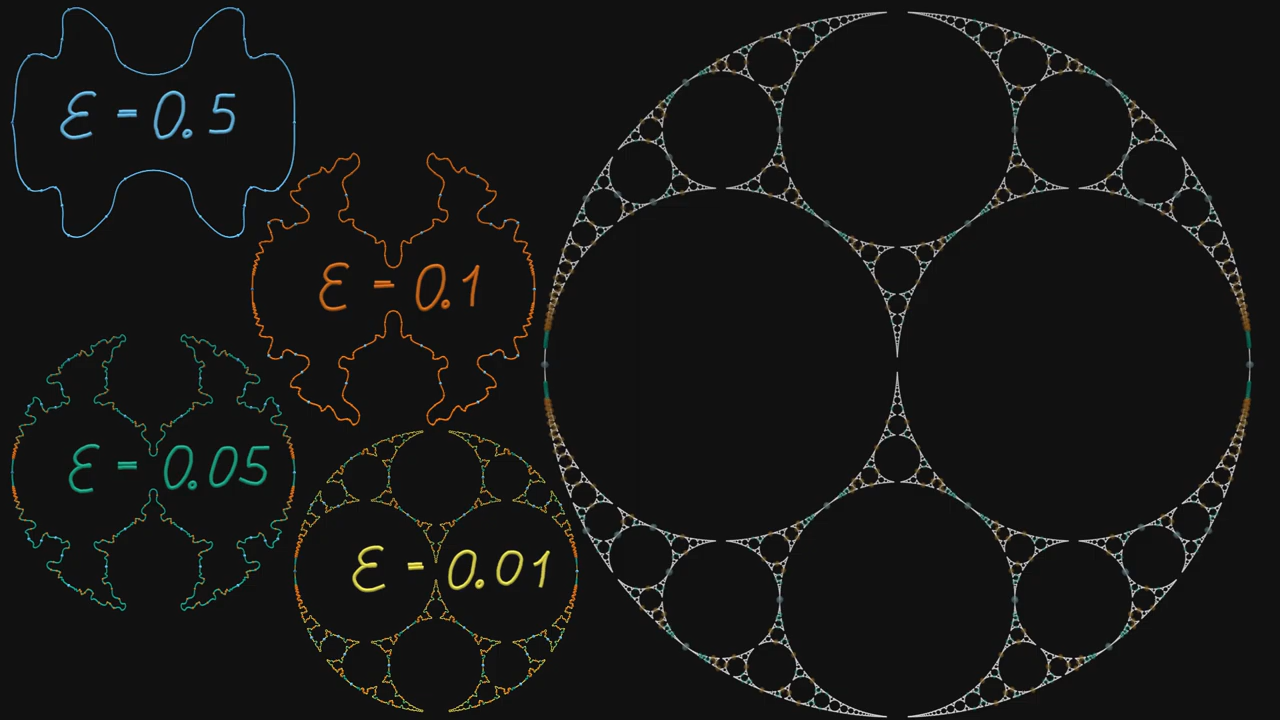 ε = 0.5
ε = 0.1
ε = 0.05
ε = 0.01